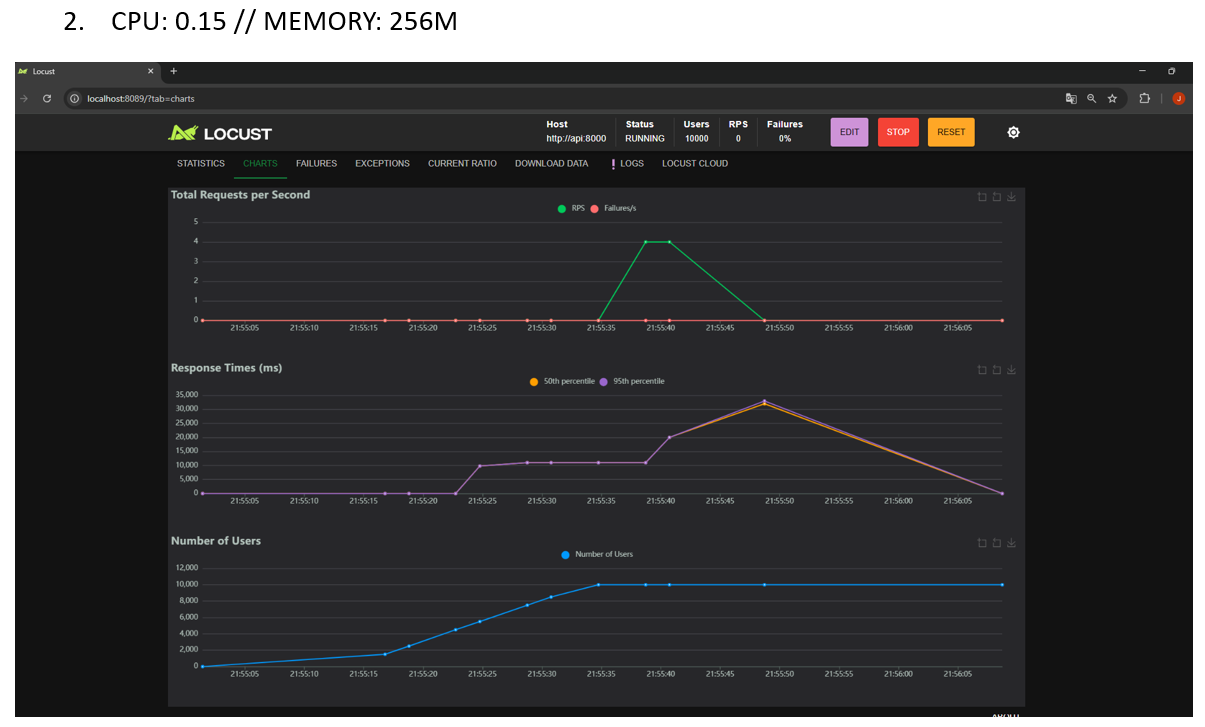 2. CPU: 0.15 // MEMORY: 256M
Locust
localhost:8089/?tab=charts
J
LOCUST
Host Status Users RPS Failures
http://api:8000 RUNNING 10000 0 0%
EDIT STOP RESET
STATISTICS CHARTS FAILURES EXCEPTIONS CURRENT RATIO DOWNLOAD DATA ! LOGS LOCUST CLOUD
Total Requests per Second
RPS Failures/s
5
4
3
2
1
0
21:55:05 21:55:10 21:55:15 21:55:20 21:55:25 21:55:30 21:55:35 21:55:40 21:55:45 21:55:50 21:55:55 21:56:00 21:56:05
Response Times (ms)
50th percentile 95th percentile
35,000
30,000
25,000
20,000
15,000
10,000
5,000
0
21:55:05 21:55:10 21:55:15 21:55:20 21:55:25 21:55:30 21:55:35 21:55:40 21:55:45 21:55:50 21:55:55 21:56:00 21:56:05
Number of Users
Number of Users
12,000
10,000
8,000
6,000
4,000
2,000
0
21:55:05 21:55:10 21:55:15 21:55:20 21:55:25 21:55:30 21:55:35 21:55:40 21:55:45 21:55:50 21:55:55 21:56:00 21:56:05
ABOUT